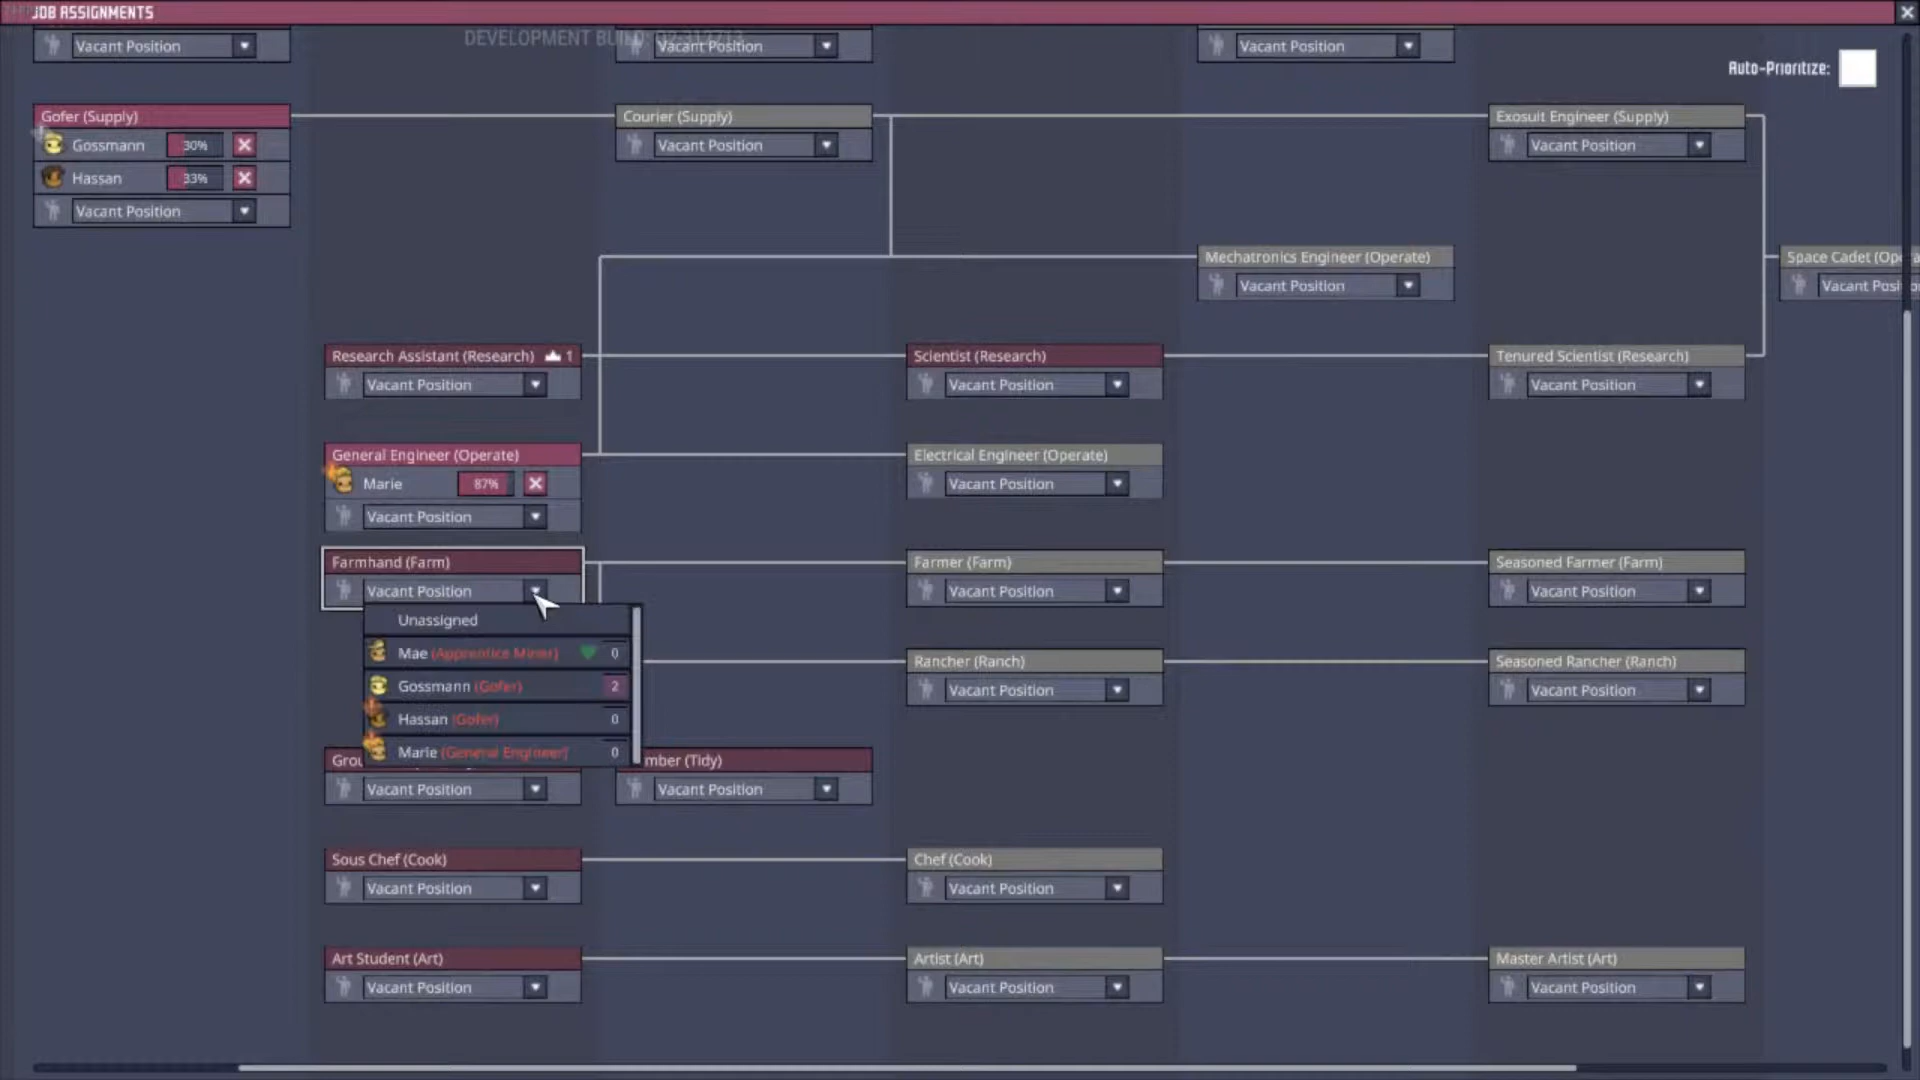 JOB ASSIGNMENTS
DEVELOPMENT BUILD:
Vacant Position
Vacant Position
Vacant Position
Auto-Prioritize:
Gofer (Supply)
Courier (Supply)
Exosuit Engineer (Supply)
Gossmann 30%
Vacant Position
Vacant Position
Hassan 33%
Vacant Position
Mechatronics Engineer (Operate)
Space Cadet
Vacant Position
Vacant
Research Assistant (Research) 1
Scientist (Research)
Tenured Scientist (Research)
Vacant Position
Vacant Position
Vacant Position
General Engineer (Operate)
Electrical Engineer (Operate)
Marie 87%
Vacant Position
Vacant Position
Farmhand (Farm)
Farmer (Farm)
Seasoned Farmer (Farm)
Vacant Position
Vacant Position
Vacant Position
Unassigned
Mae (Apprentice Miner) 0
Rancher (Ranch)
Seasoned Rancher (Ranch)
Gossmann (Gofer) 2
Vacant Position
Vacant Position
Hassan (Gofer) 0
Marie (General Engineer) 0
Grou
mber (Tidy)
Vacant Position
Vacant Position
Sous Chef (Cook)
Chef (Cook)
Vacant Position
Vacant Position
Art Student (Art)
Artist (Art)
Master Artist (Art)
Vacant Position
Vacant Position
Vacant Position